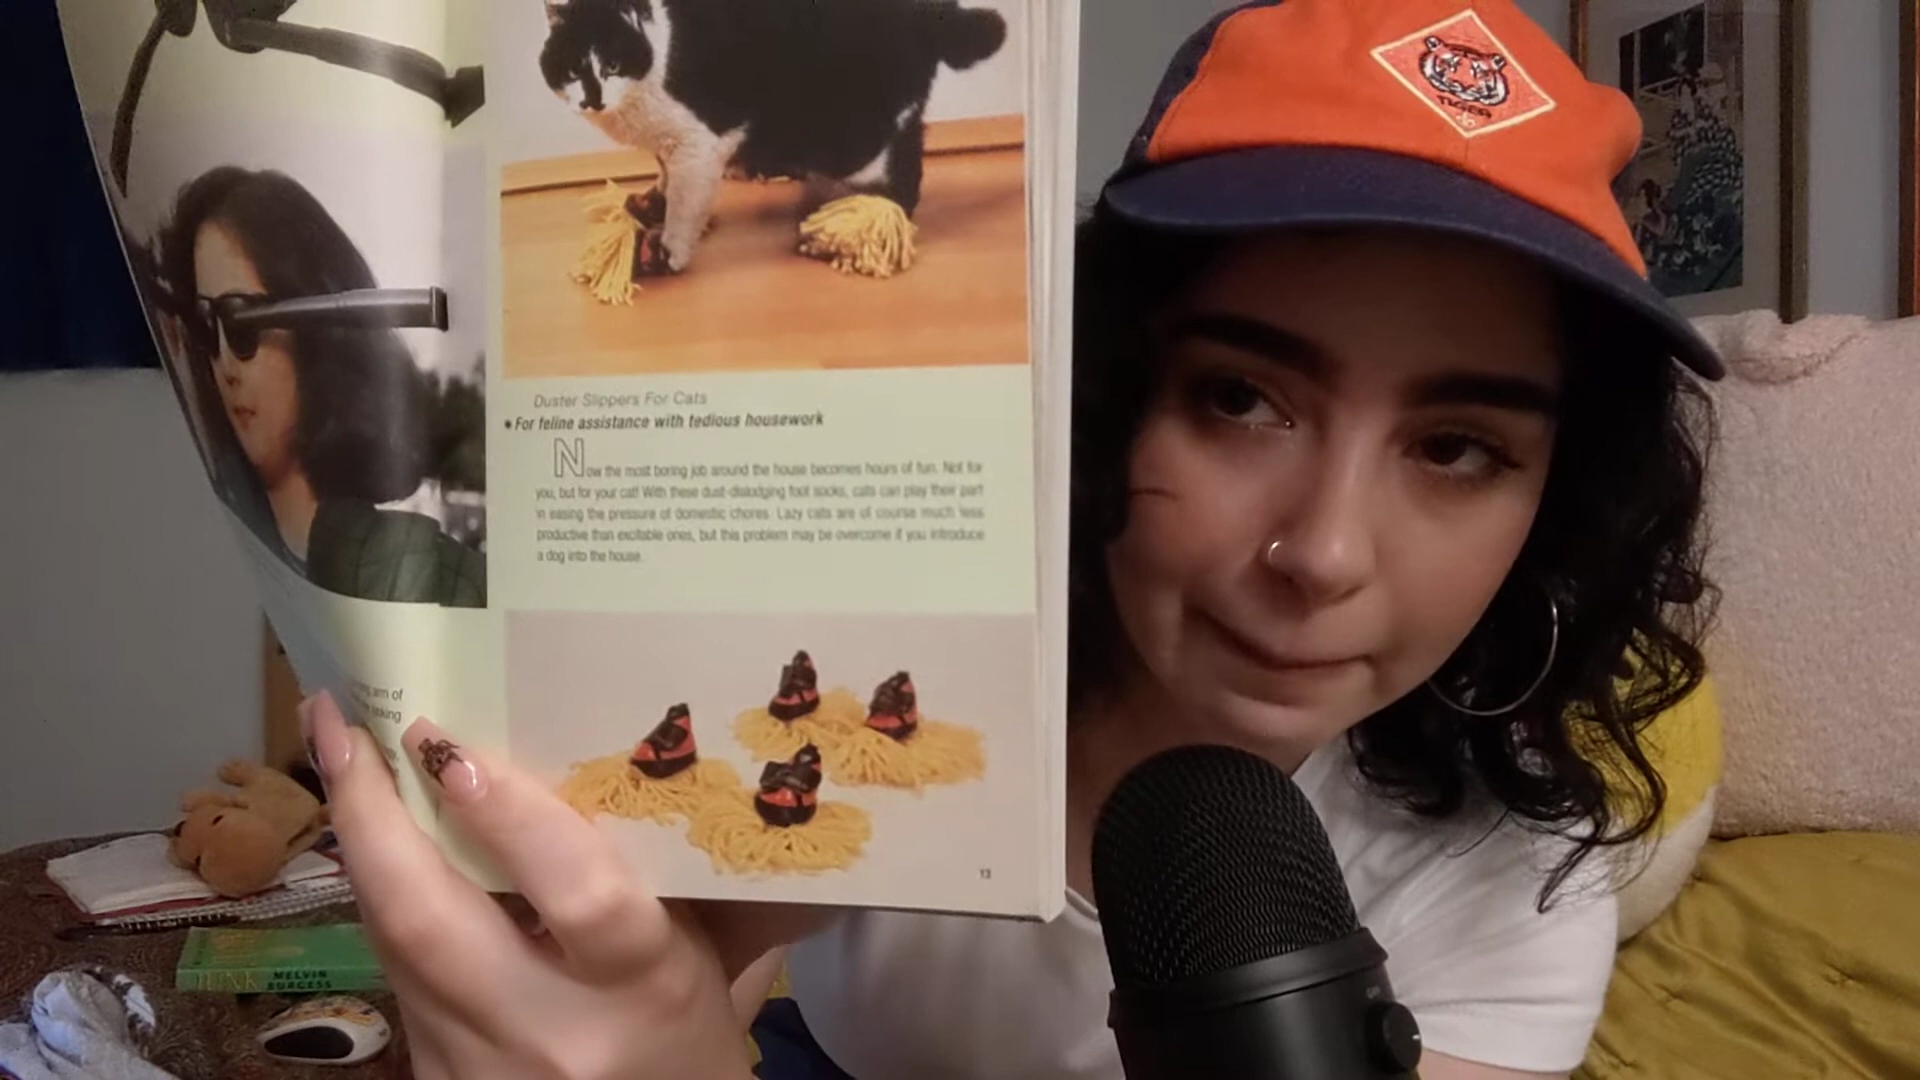 TIGER
Duster Slippers For Cats
• For feline assistance with tedious housework
Now the most boring job around the house becomes hours of fun. Not for
you, but for your cat! With these dust-dislodging foot socks, cats can play their part
in easing the pressure of domestic chores. Lazy cats are of course much less
productive than excitable ones, but this problem may be overcome if you introduce
a dog into the house.
arm of
13
JUNK
MELVIN
BURGESS